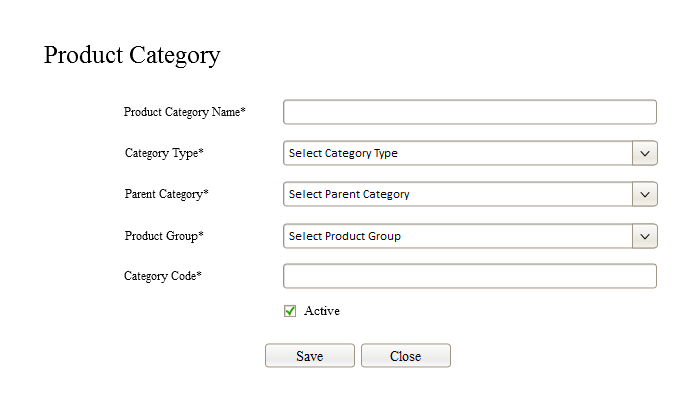 Product Category
Product Category Name*
Category Type*
Select Category Type
Parent Category*
Select Parent Category
Product Group*
Select Product Group
Category Code*
Active
Save
Close